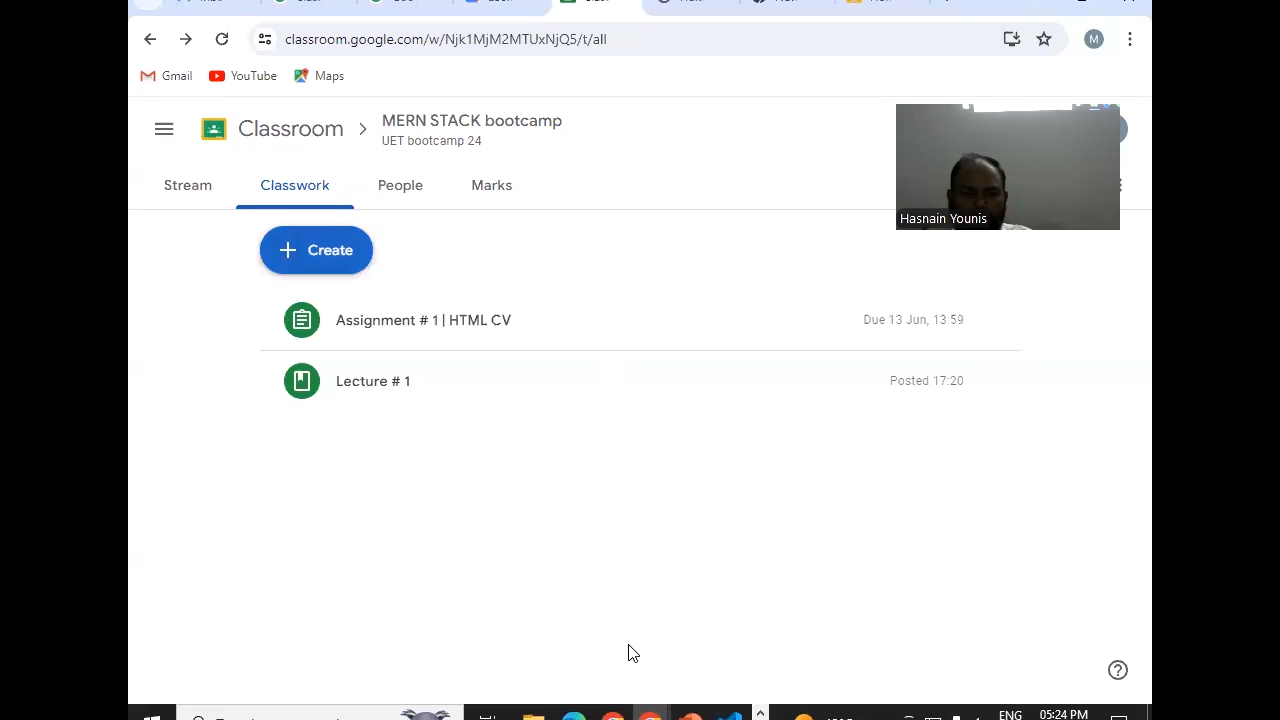 classroom.google.com/w/Njk1MjM2MTUxNjQ5/t/all
M
Gmail
YouTube
Maps
Classroom
MERN STACK bootcamp
UET bootcamp 24
Stream
Classwork
People
Marks
Hasnain Younis
Create
Assignment # 1 | HTML CV
Due 13 Jun, 13:59
Lecture # 1
Posted 17:20
ENG
05:24 PM